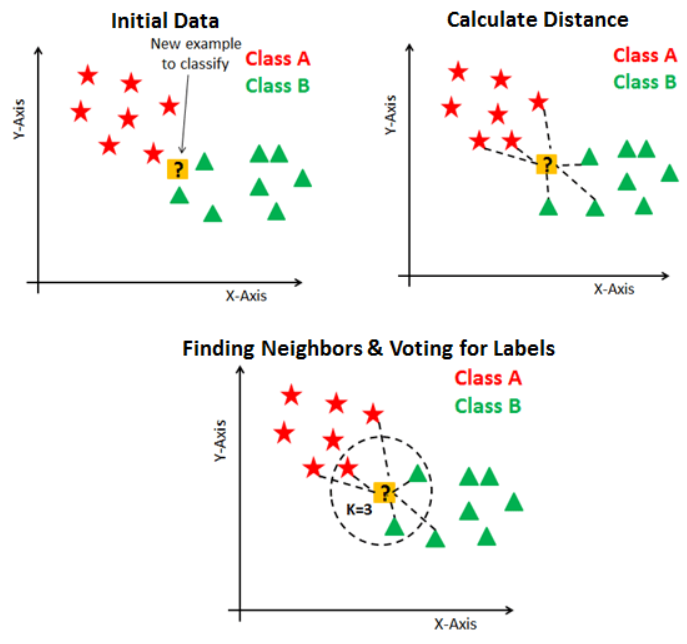 Initial Data
New example
to classify
Class A
Class B
Y-Axis
?
X-Axis
Calculate Distance
Class A
Class B
Y-Axis
?
X-Axis
Finding Neighbors & Voting for Labels
Class A
Class B
Y-Axis
?
K=3
X-Axis